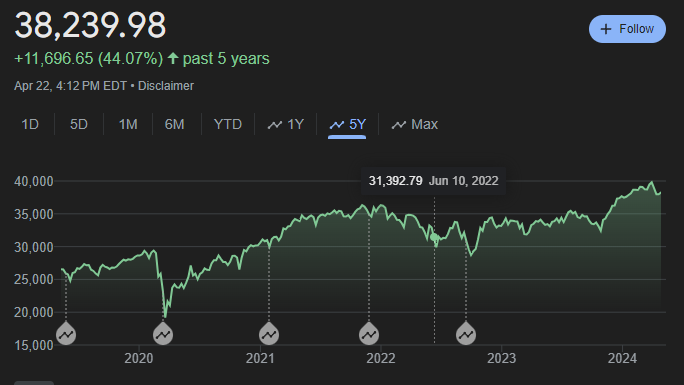 38,239.98
+ Follow
+11,696.65 (44.07%) ↑ past 5 years
Apr 22, 4:12 PM EDT • Disclaimer
1D 5D 1M 6M YTD 1Y 5Y Max
31,392.79 Jun 10, 2022
40,000
35,000
30,000
25,000
20,000
15,000
2020 2021 2022 2023 2024